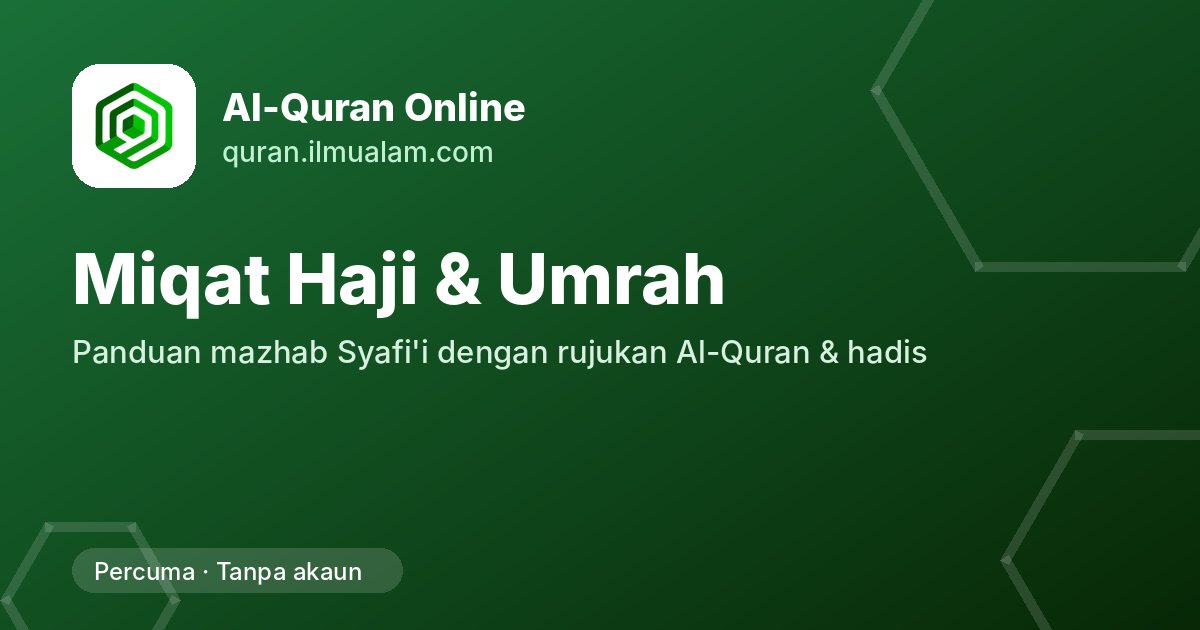 Al-Quran Online
quran.ilmualam.com
Miqat Haji & Umrah
Panduan mazhab Syafi'i dengan rujukan Al-Quran & hadis
Percuma · Tanpa akaun